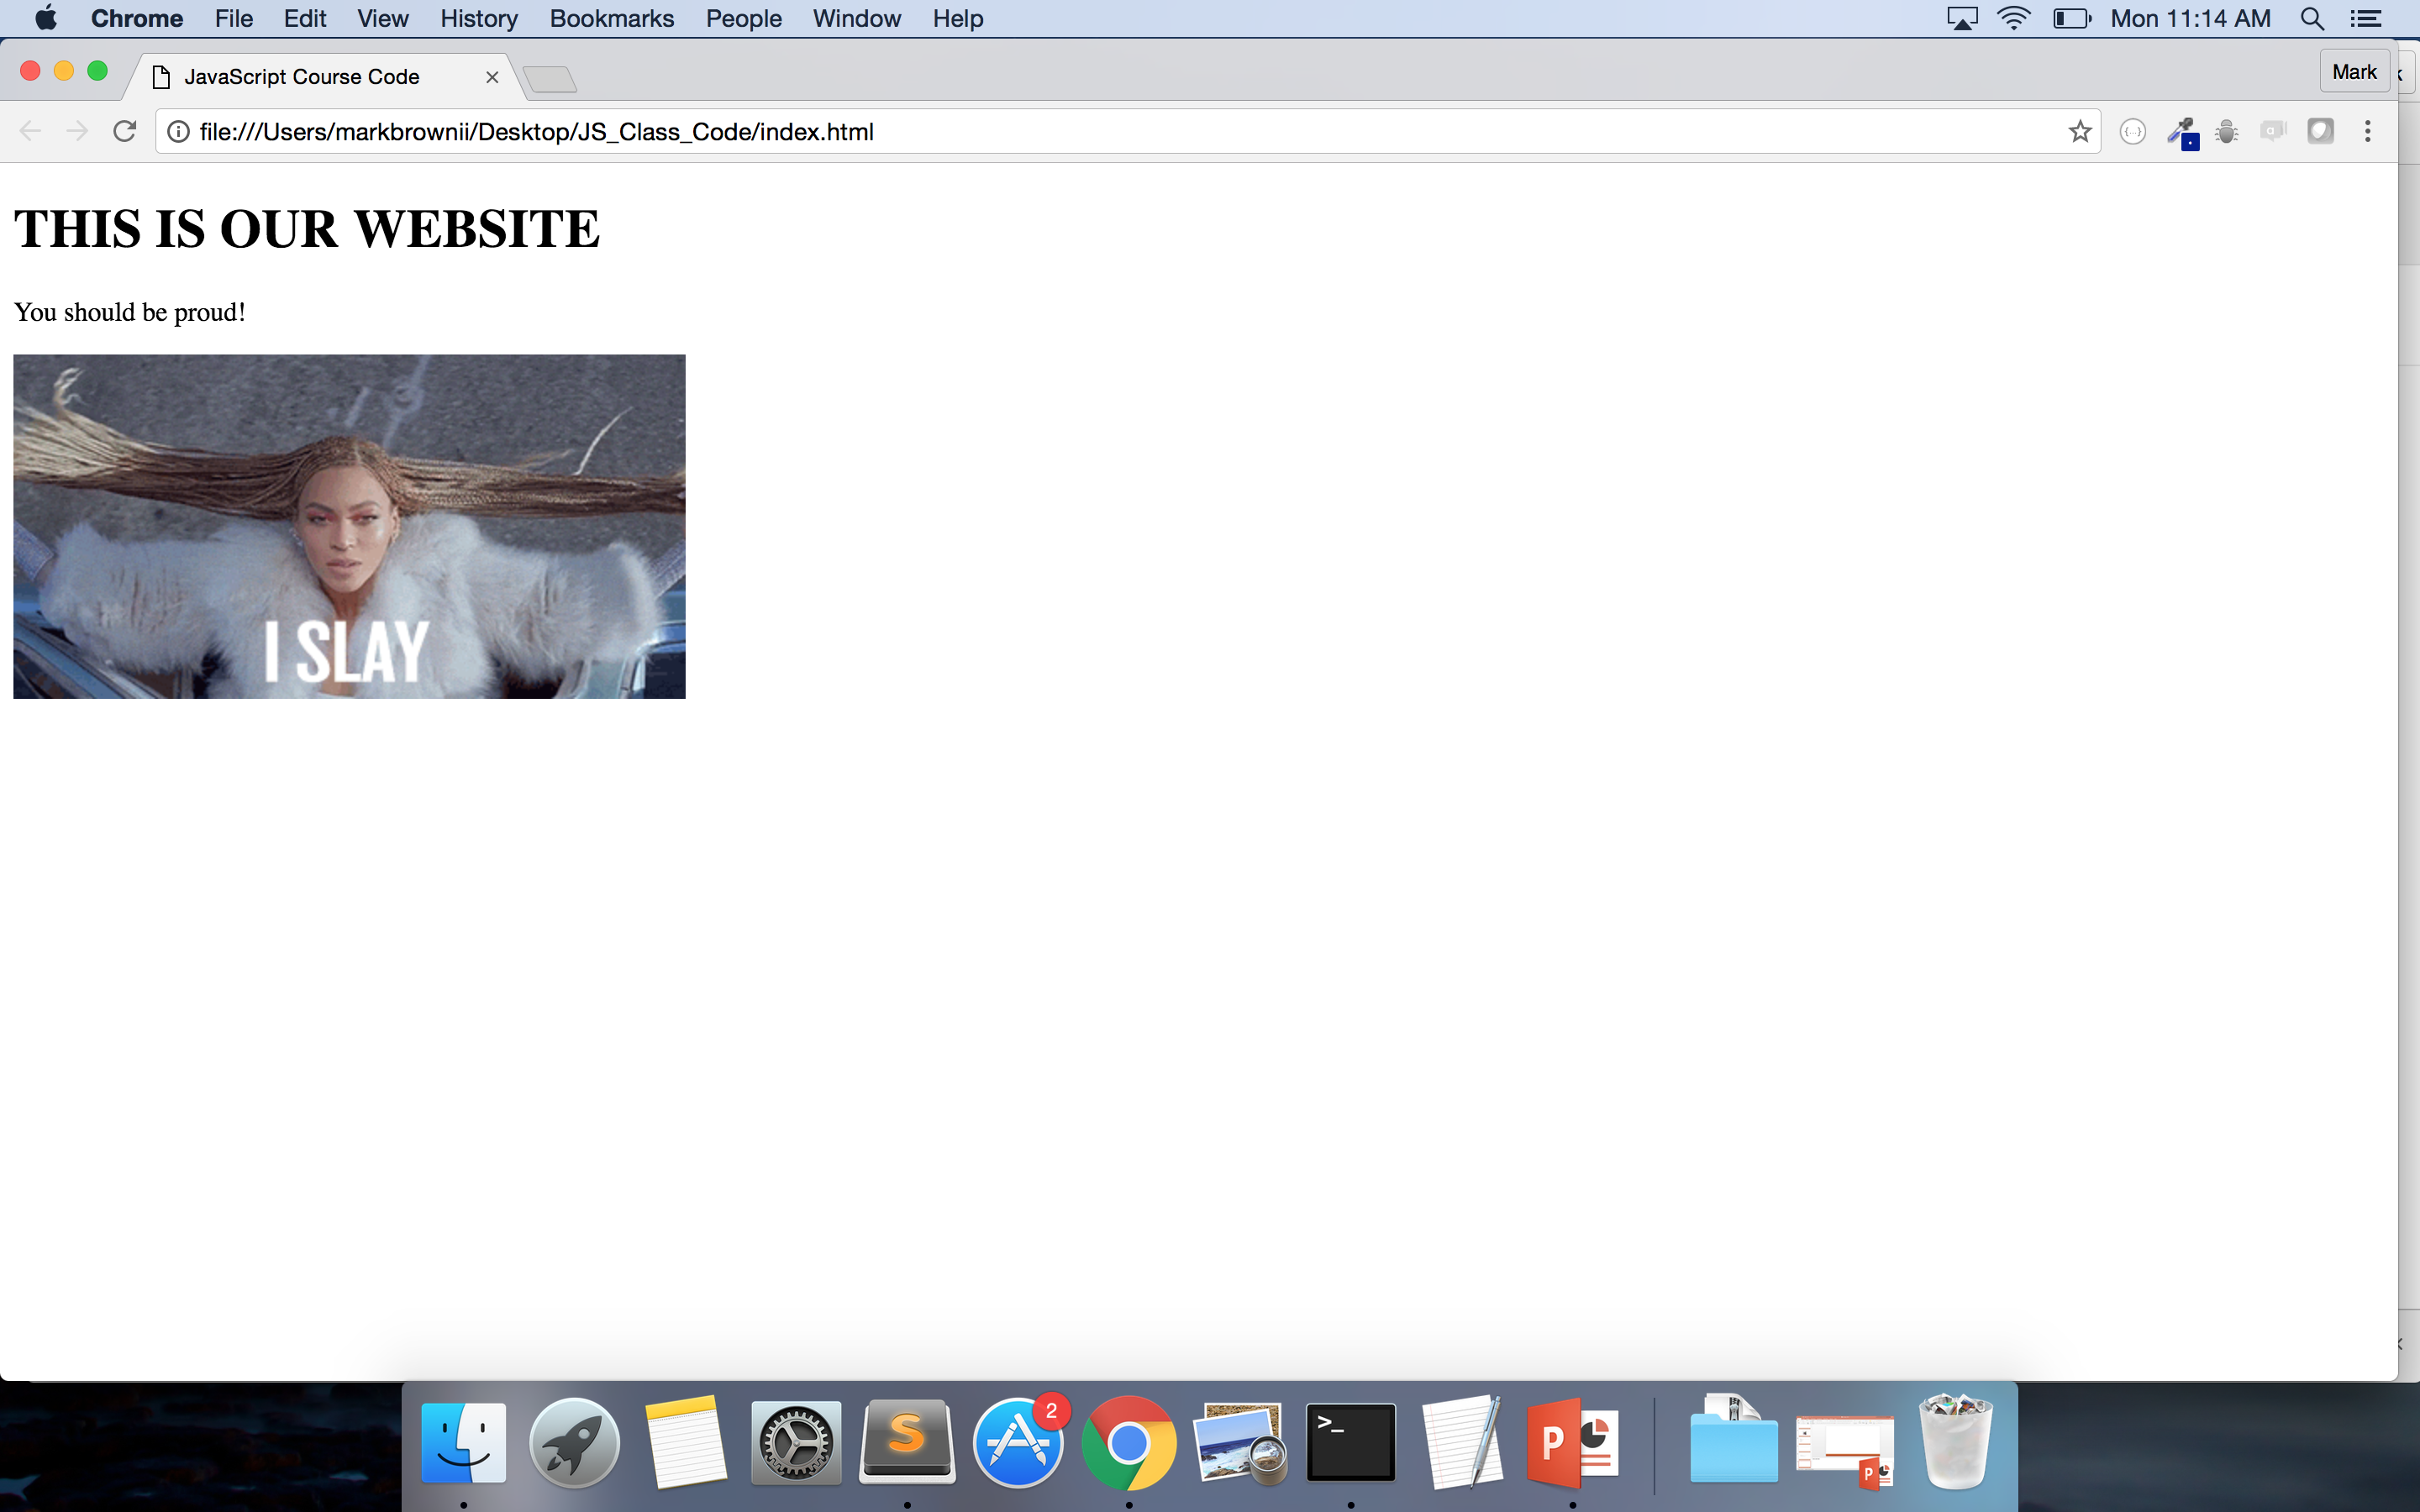 Chrome File Edit View History Bookmarks People Window Help Mon 11:14 AM
JavaScript Course Code Mark
file:///Users/markbrownii/Desktop/JS_Class_Code/index.html
THIS IS OUR WEBSITE
You should be proud!
I SLAY
2
S
>_
P
P